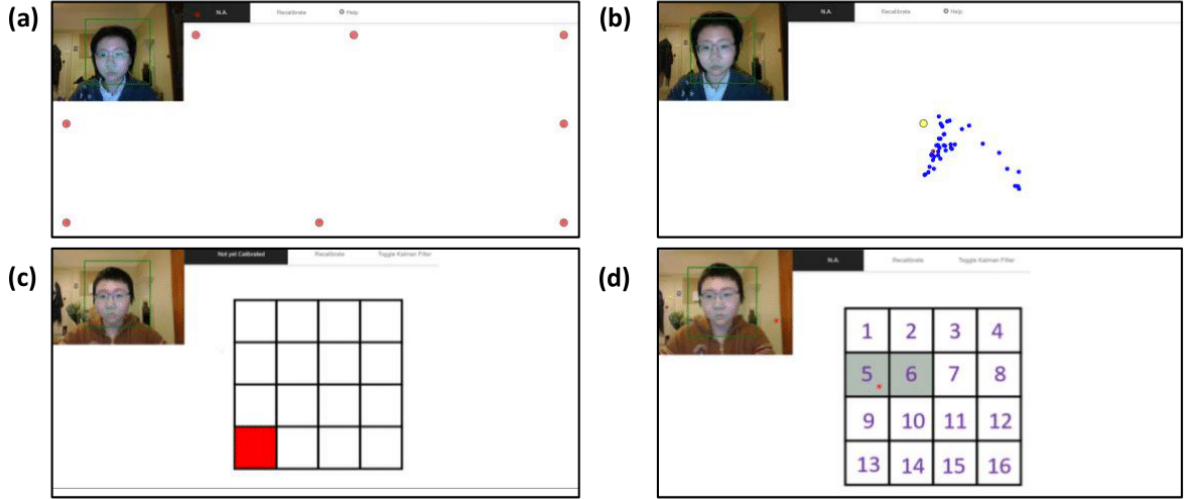 (a)
N.A. Recalibrate Help
(b)
N.A. Recalibrate Help
(c)
Not yet Calibrated Recalibrate Toggle Kalman Filter
(d)
N.A. Recalibrate Toggle Kalman Filter
1 2 3 4
5 6 7 8
9 10 11 12
13 14 15 16